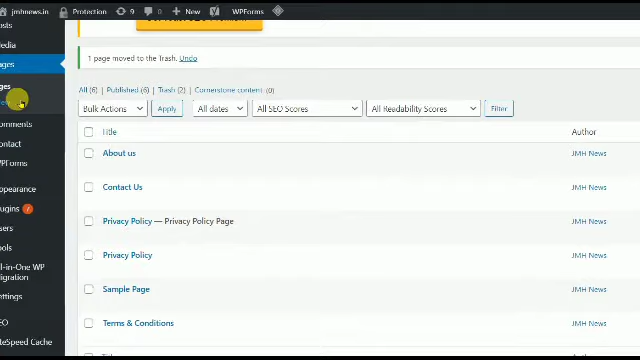 jmhnews.in Protection 9 New WPForms
osts
edia
ages
ges
omments
ontact
VPForms
ppearance
lugins 7
sers
ools
ll-in-One WP
igration
ettings
EO
teSpeed Cache
1 page moved to the Trash. Undo
All (6) | Published (6) | Trash (2) | Cornerstone content (0)
Bulk Actions Apply All dates All SEO Scores All Readability Scores Filter
Title Author
About us JMH News
Contact Us JMH News
Privacy Policy — Privacy Policy Page JMH News
Privacy Policy JMH News
Sample Page JMH News
Terms & Conditions JMH News